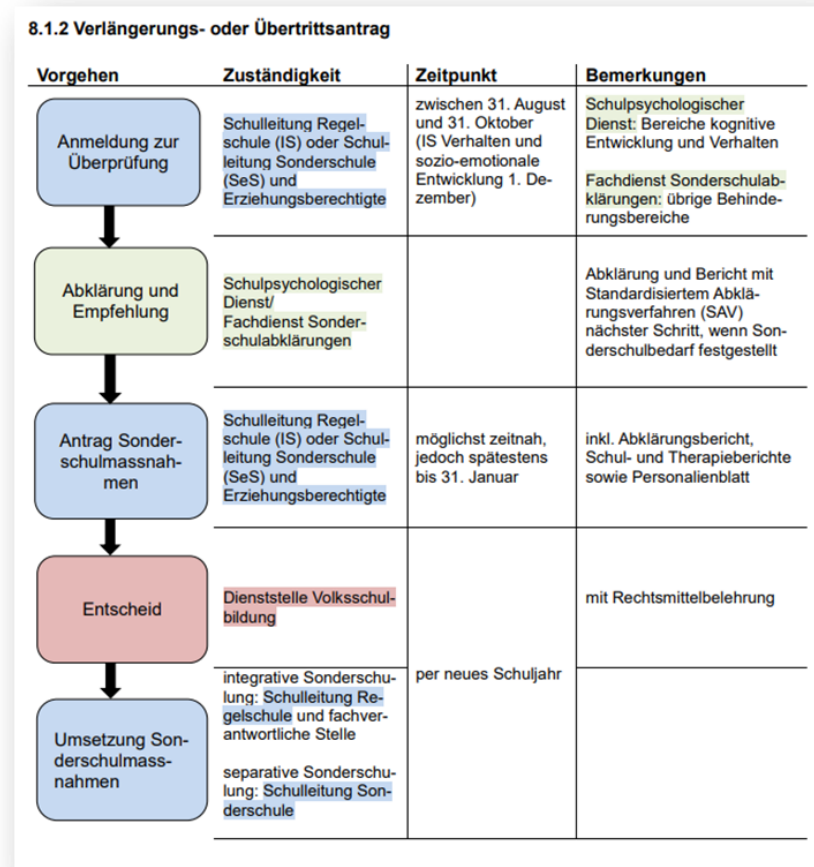 8.1.2 Verlängerungs- oder Übertrittsantrag
Vorgehen
Zuständigkeit
Zeitpunkt
Bemerkungen
Anmeldung zur
Überprüfung
Schulleitung Regel-
schule (IS) oder Schul-
leitung Sonderschule
(SeS) und
Erziehungsberechtigte
zwischen 31. August
und 31. Oktober
(IS Verhalten und
sozio-emotionale
Entwicklung 1. De-
zember)
Schulpsychologischer
Dienst: Bereiche kognitive
Entwicklung und Verhalten
Fachdienst Sonderschulab-
klärungen: übrige Behinde-
rungsbereiche
Abklärung und
Empfehlung
Schulpsychologischer
Dienst/
Fachdienst Sonder-
schulabklärungen
Abklärung und Bericht mit
Standardisiertem Abklä-
rungsverfahren (SAV)
nächster Schritt, wenn Son-
derschulbedarf festgestellt
Antrag Sonder-
schulmassnah-
men
Schulleitung Regel-
schule (IS) oder Schul-
leitung Sonderschule
(SeS) und
Erziehungsberechtigte
möglichst zeitnah,
jedoch spätestens
bis 31. Januar
inkl. Abklärungsbericht,
Schul- und Therapieberichte
sowie Personalienblatt
Entscheid
Dienststelle Volksschul-
bildung
mit Rechtsmittelbelehrung
per neues Schuljahr
Umsetzung Son-
derschulmass-
nahmen
integrative Sonderschu-
lung: Schulleitung Re-
gelschule und fachver-
antwortliche Stelle
separative Sonderschu-
lung: Schulleitung Son-
derschule